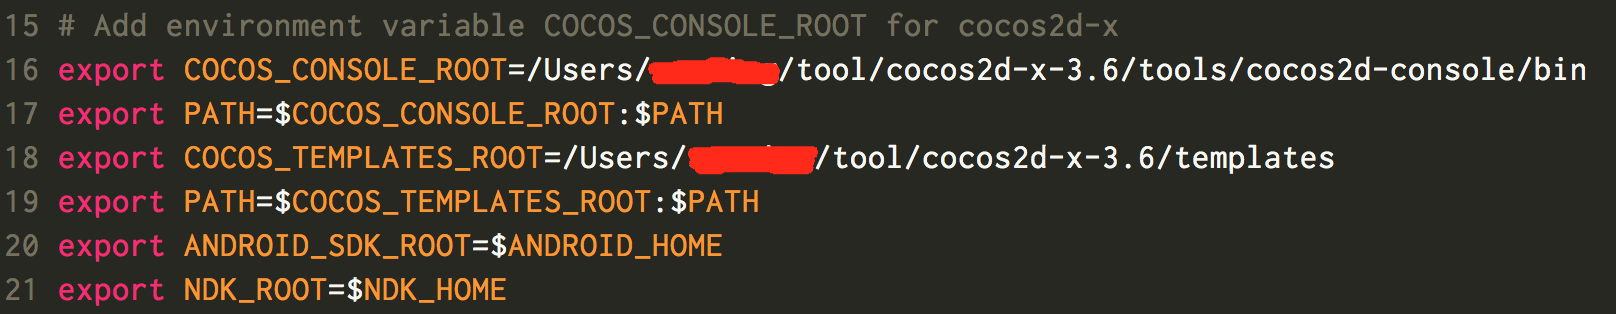 15 # Add environment variable COCOS_CONSOLE_ROOT for cocos2d-x
16 export COCOS_CONSOLE_ROOT=/Users/ /tool/cocos2d-x-3.6/tools/cocos2d-console/bin
17 export PATH=$COCOS_CONSOLE_ROOT:$PATH
18 export COCOS_TEMPLATES_ROOT=/Users/ /tool/cocos2d-x-3.6/templates
19 export PATH=$COCOS_TEMPLATES_ROOT:$PATH
20 export ANDROID_SDK_ROOT=$ANDROID_HOME
21 export NDK_ROOT=$NDK_HOME